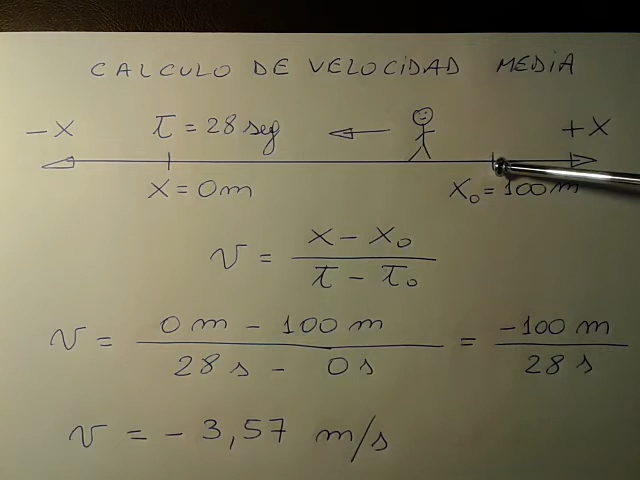 CALCULO DE VELOCIDAD MEDIA
-X t = 28 seg +X
X = 0m X₀ = 100m
v = X - X₀ / t - t₀
v = 0 m - 100 m / 28 s - 0 s = -100 m / 28 s
v = - 3,57 m/s